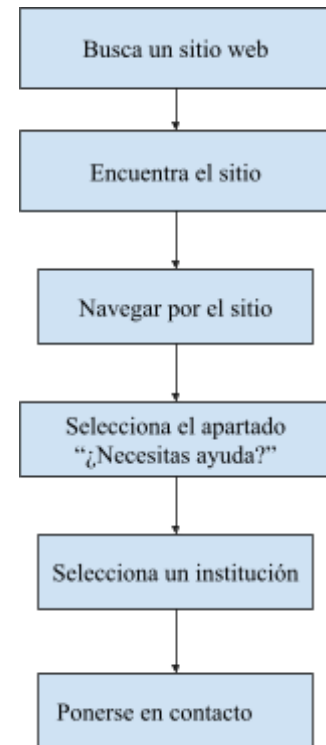 Busca un sitio web
Encuentra el sitio
Navegar por el sitio
Selecciona el apartado
“¿Necesitas ayuda?”
Selecciona un institución
Ponerse en contacto